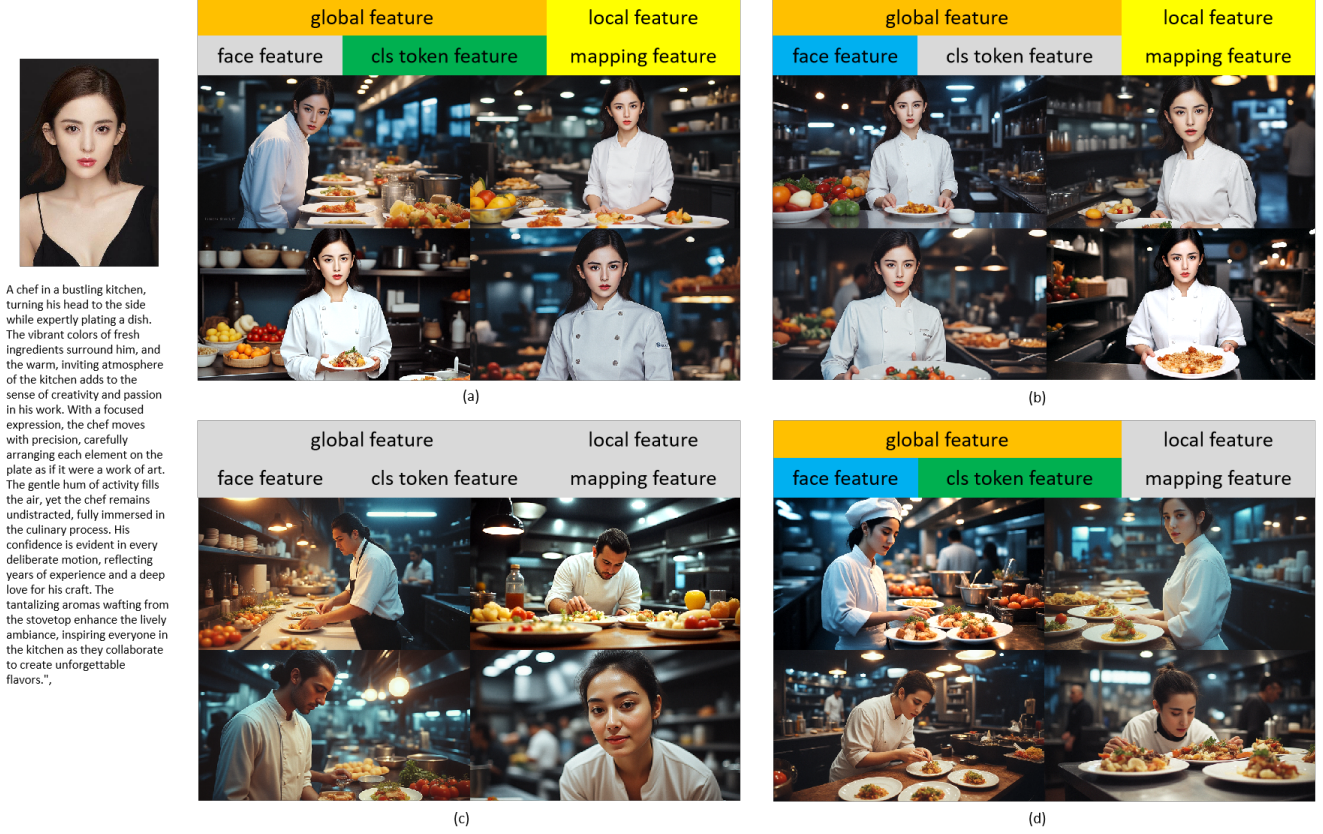 A chef in a bustling kitchen,
turning his head to the side
while expertly plating a dish.
The vibrant colors of fresh
ingredients surround him, and
the warm, inviting atmosphere
of the kitchen adds to the
sense of creativity and passion
in his work. With a focused
expression, the chef moves
with precision, carefully
arranging each element on the
plate as if it were a work of art.
The gentle hum of activity fills
the air, yet the chef remains
undistracted, fully immersed in
the culinary process. His
confidence is evident in every
deliberate motion, reflecting
years of experience and a deep
love for his craft. The
tantalizing aromas wafting from
the stovetop enhance the lively
ambiance, inspiring everyone in
the kitchen as they collaborate
to create unforgettable
flavors.",
global feature local feature
face feature cls token feature mapping feature
(a)
global feature local feature
face feature cls token feature mapping feature
(b)
global feature local feature
face feature cls token feature mapping feature
(c)
global feature local feature
face feature cls token feature mapping feature
(d)